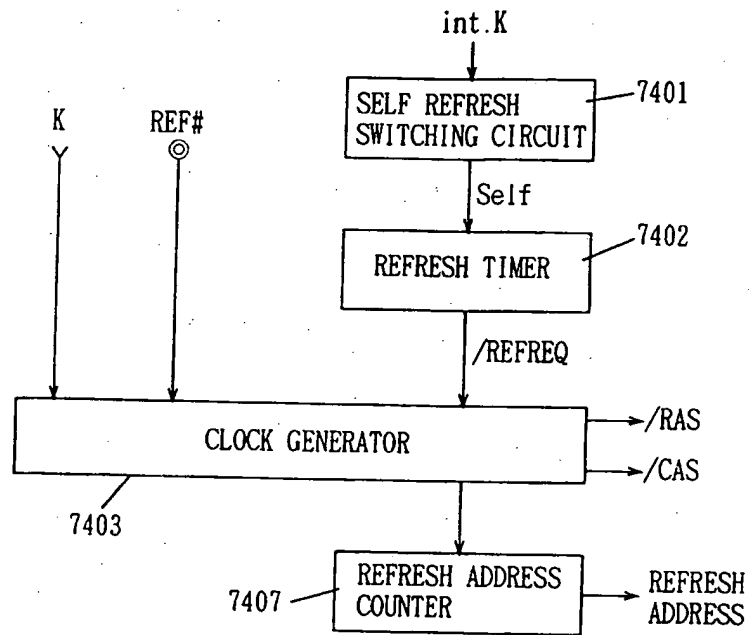 int.K
SELF REFRESH
SWITCHING CIRCUIT
7401
K
REF#
Self
REFRESH TIMER
7402
/REFREQ
CLOCK GENERATOR
/RAS
/CAS
7403
7407
REFRESH ADDRESS
COUNTER
REFRESH
ADDRESS